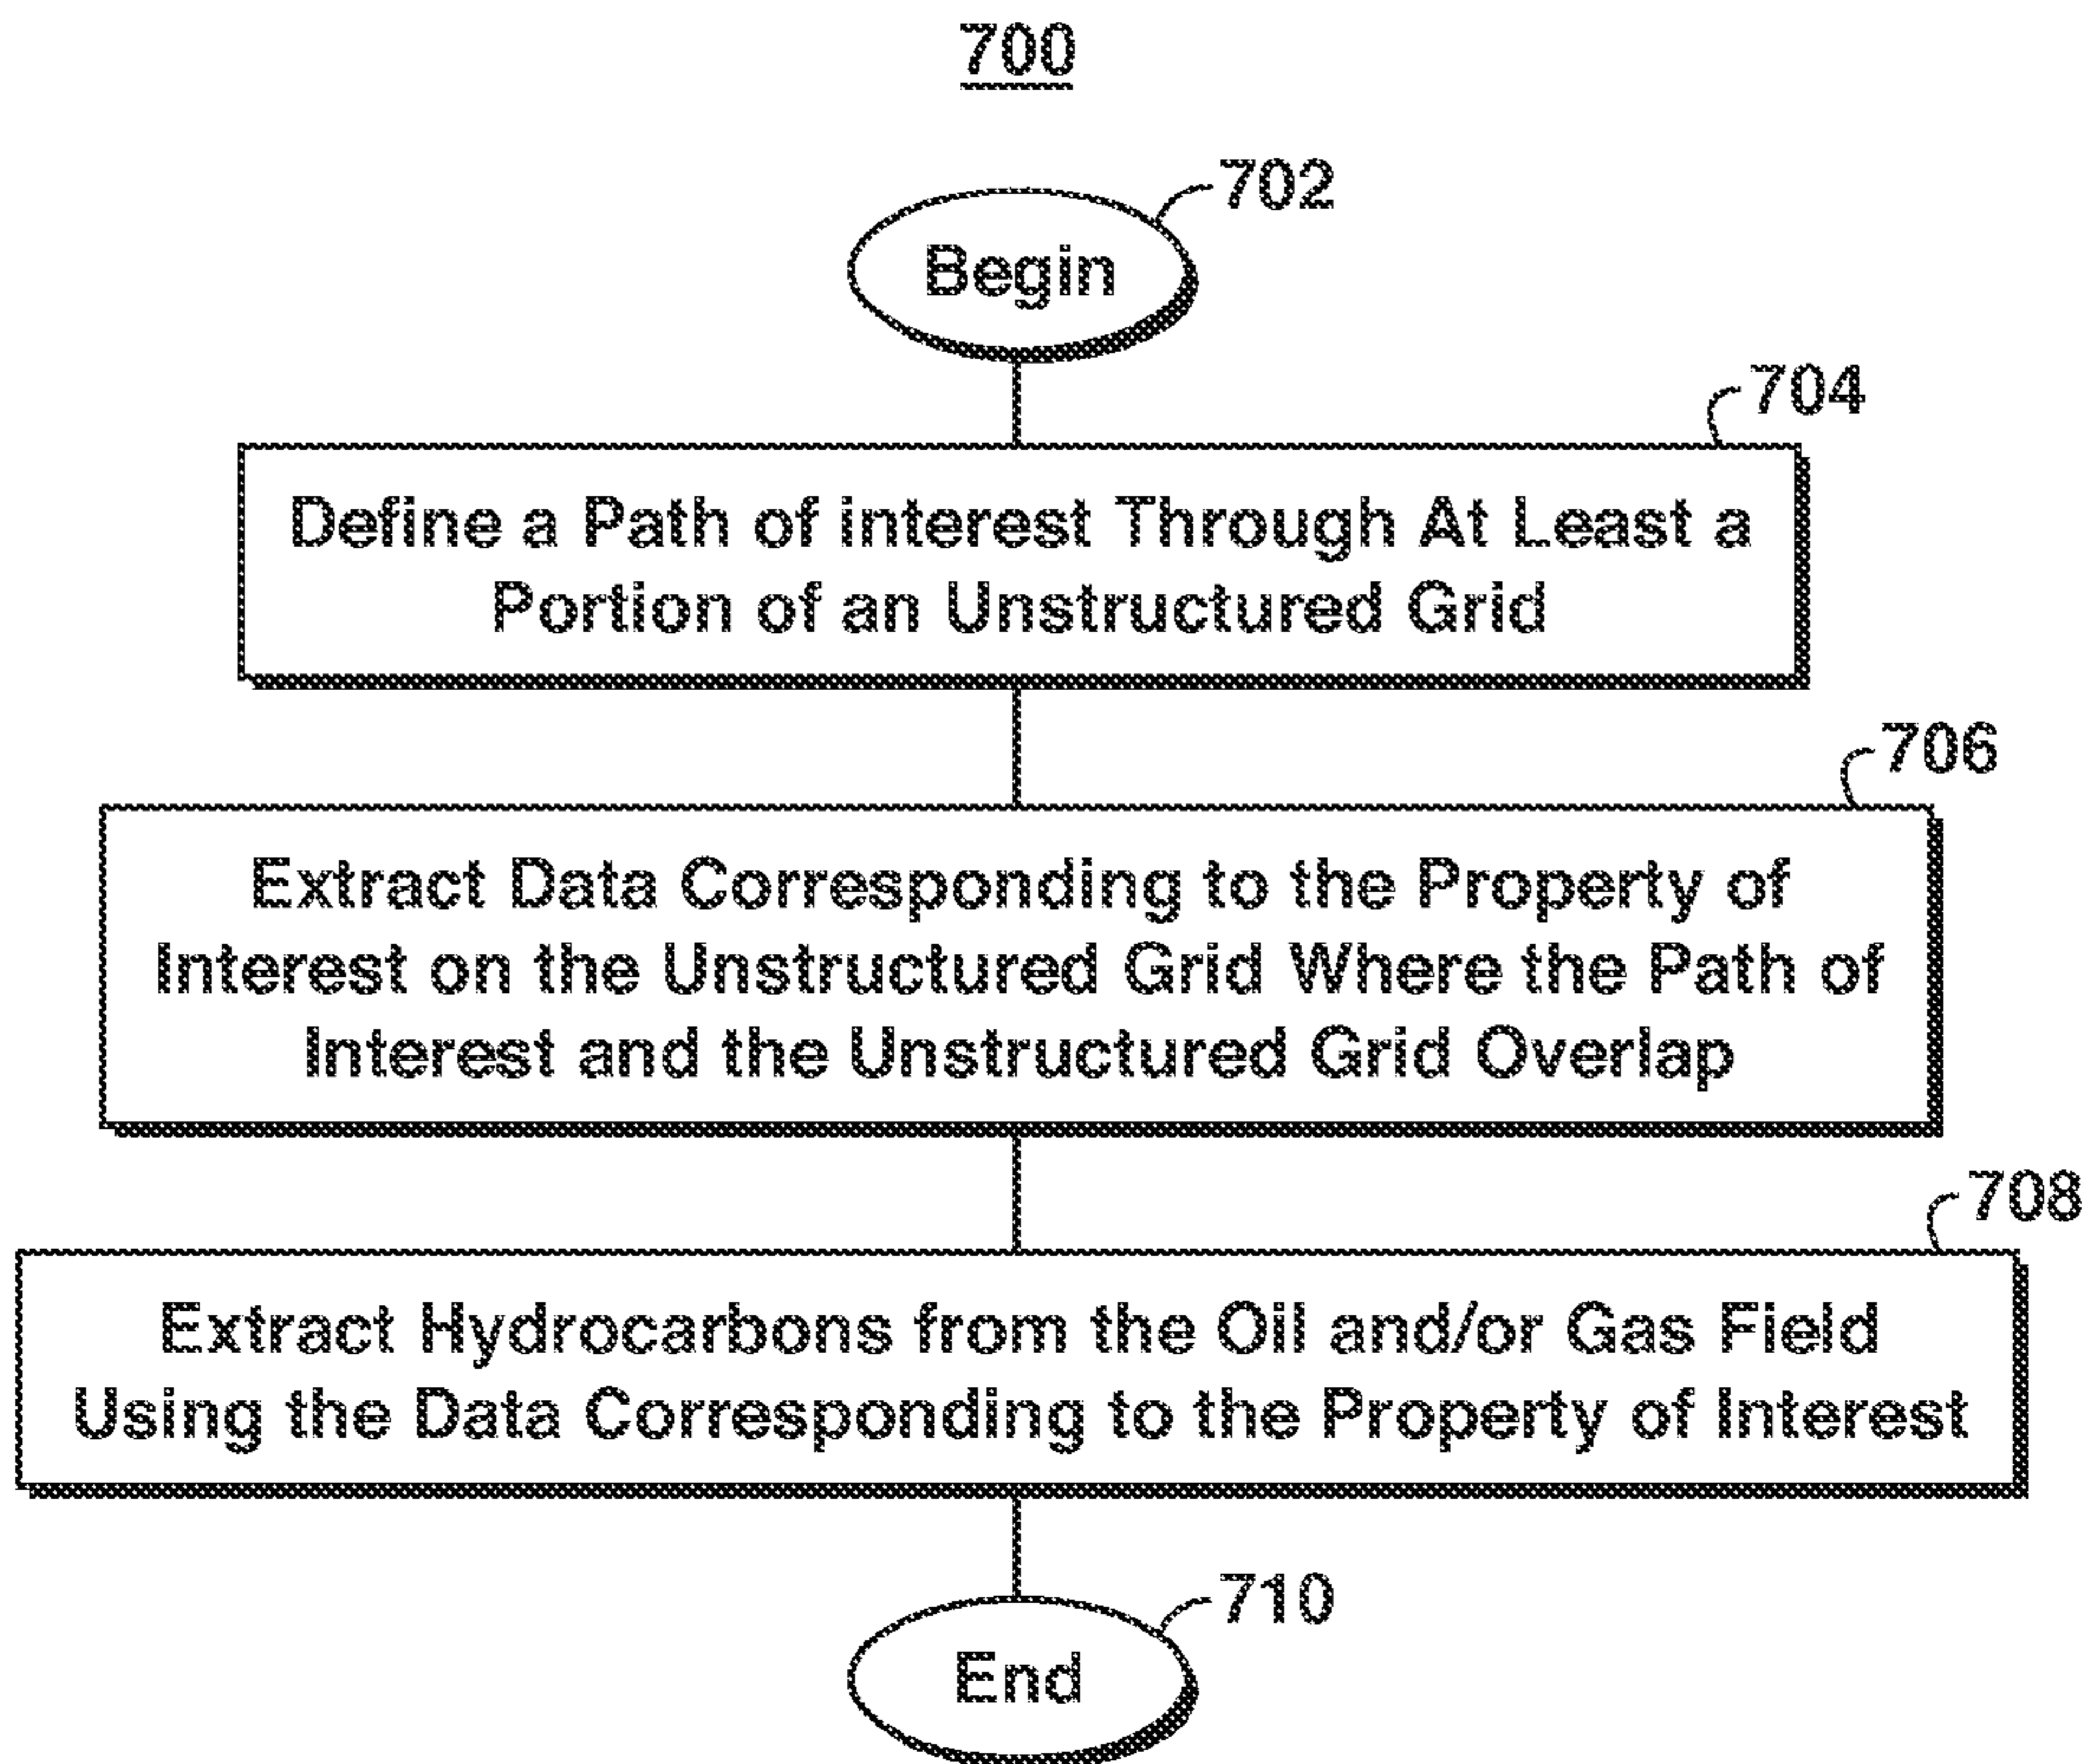 700
702
Begin
704
Define a Path of interest Through At Least a
Portion of an Unstructured Grid
706
Extract Data Corresponding to the Property of
Interest on the Unstructured Grid Where the Path of
Interest and the Unstructured Grid Overlap
708
Extract Hydrocarbons from the Oil and/or Gas Field
Using the Data Corresponding to the Property of Interest
710
End